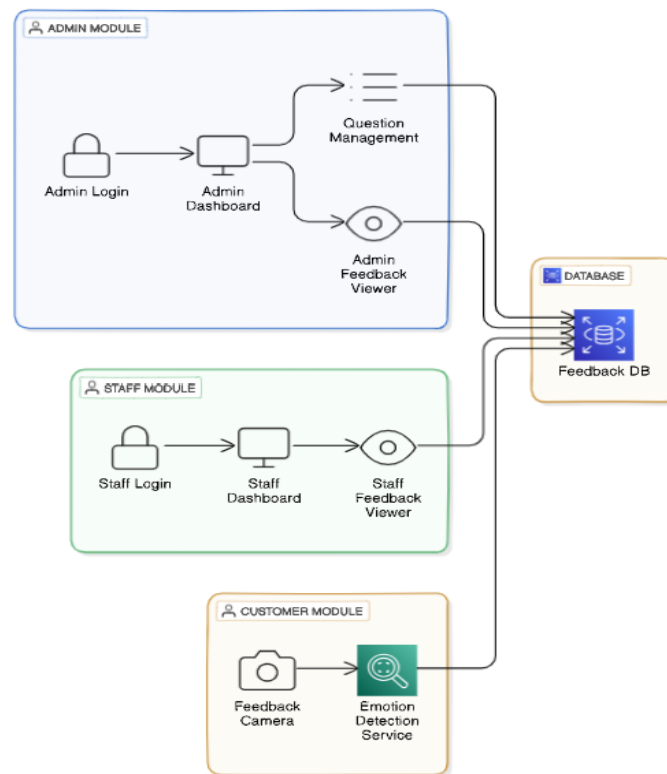 ADMIN MODULE
Question
Management
Admin Login
Admin
Dashboard
Admin
Feedback
Viewer
DATABASE
Feedback DB
STAFF MODULE
Staff Login
Staff
Dashboard
Staff
Feedback
Viewer
CUSTOMER MODULE
Feedback
Camera
Emotion
Detection
Service